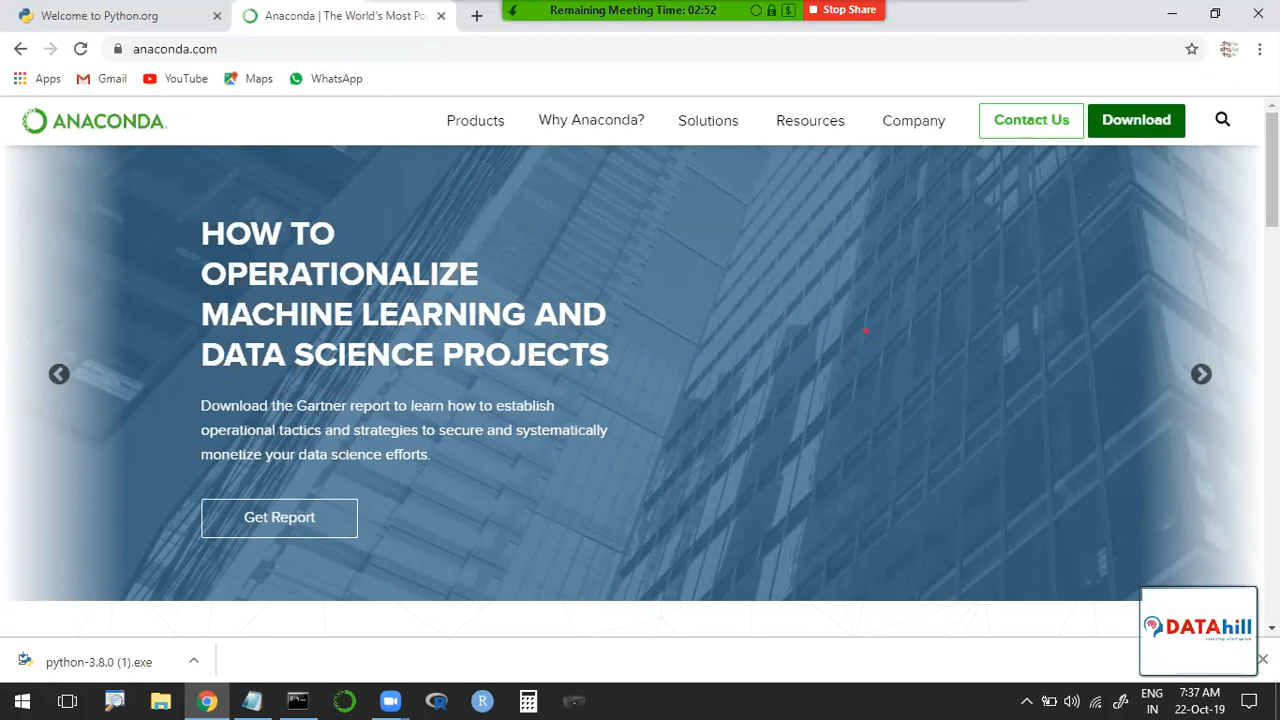 Welcome to Python.org
Anaconda | The World's Most Po
Remaining Meeting Time: 02:52
Stop Share
anaconda.com
Apps
Gmail
YouTube
Maps
WhatsApp
ANACONDA.
Products
Why Anaconda?
Solutions
Resources
Company
Contact Us
Download
HOW TO
OPERATIONALIZE
MACHINE LEARNING AND
DATA SCIENCE PROJECTS
Download the Gartner report to learn how to establish
operational tactics and strategies to secure and systematically
monetize your data science efforts.
Get Report
DATAhill
python-3.8.0 (1).exe
R
R
ENG
IN
7:37 AM
22-Oct-19